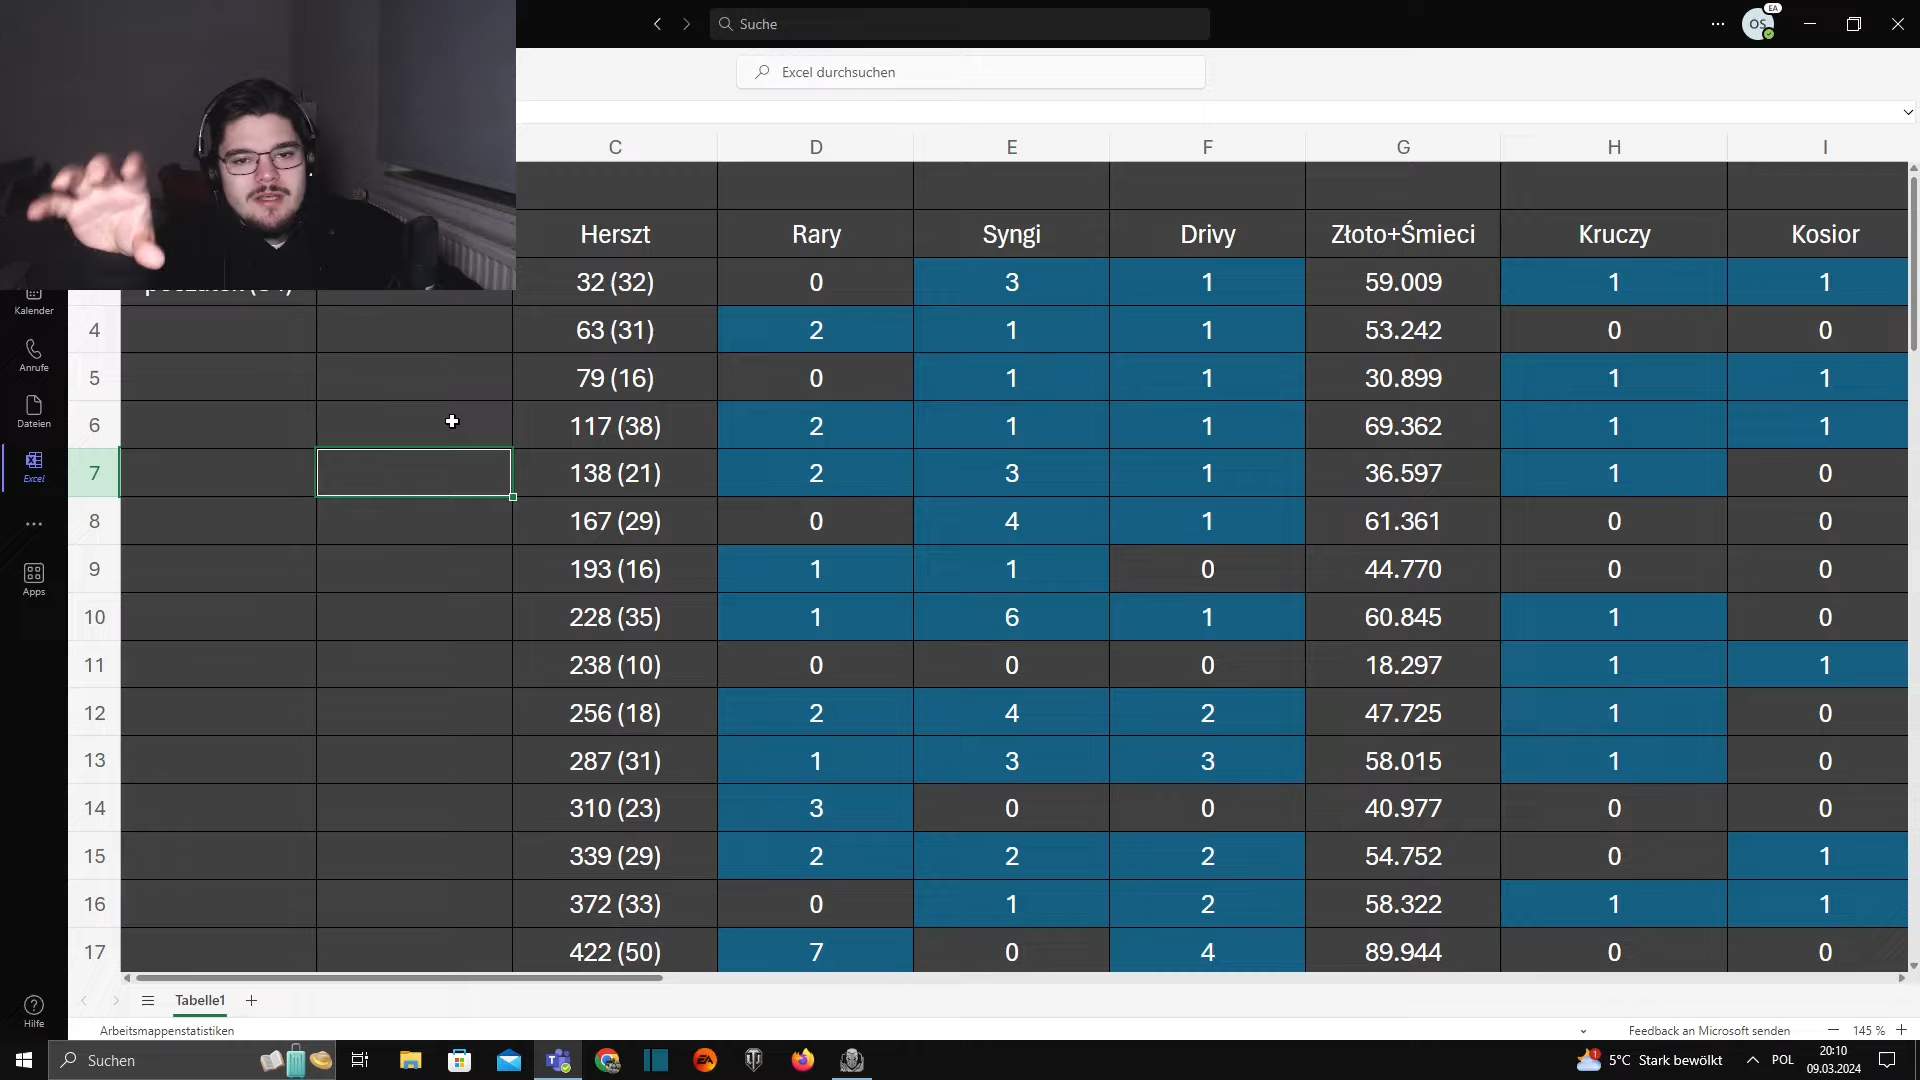 Suche
EA
OS
Excel durchsuchen
C D E F G H I
Herszt Rary Syngi Drivy Złoto+Śmieci Kruczy Kosior
32 (32) 0 3 1 59.009 1 1
4 63 (31) 2 1 1 53.242 0 0
5 79 (16) 0 1 1 30.899 1 1
6 117 (38) 2 1 1 69.362 1 1
7 138 (21) 2 3 1 36.597 1 0
8 167 (29) 0 4 1 61.361 0 0
9 193 (16) 1 1 0 44.770 0 0
10 228 (35) 1 6 1 60.845 1 0
11 238 (10) 0 0 0 18.297 1 1
12 256 (18) 2 4 2 47.725 1 0
13 287 (31) 1 3 3 58.015 1 0
14 310 (23) 3 0 0 40.977 0 0
15 339 (29) 2 2 2 54.752 0 1
16 372 (33) 0 1 2 58.322 1 1
17 422 (50) 7 0 4 89.944 0 0
Kalender
Anrufe
Dateien
Excel
Apps
Hilfe
Tabelle1
Arbeitsmappenstatistiken
Feedback an Microsoft senden
145 %
Suchen
EA
5°C Stark bewölkt
POL
20:10
09.03.2024